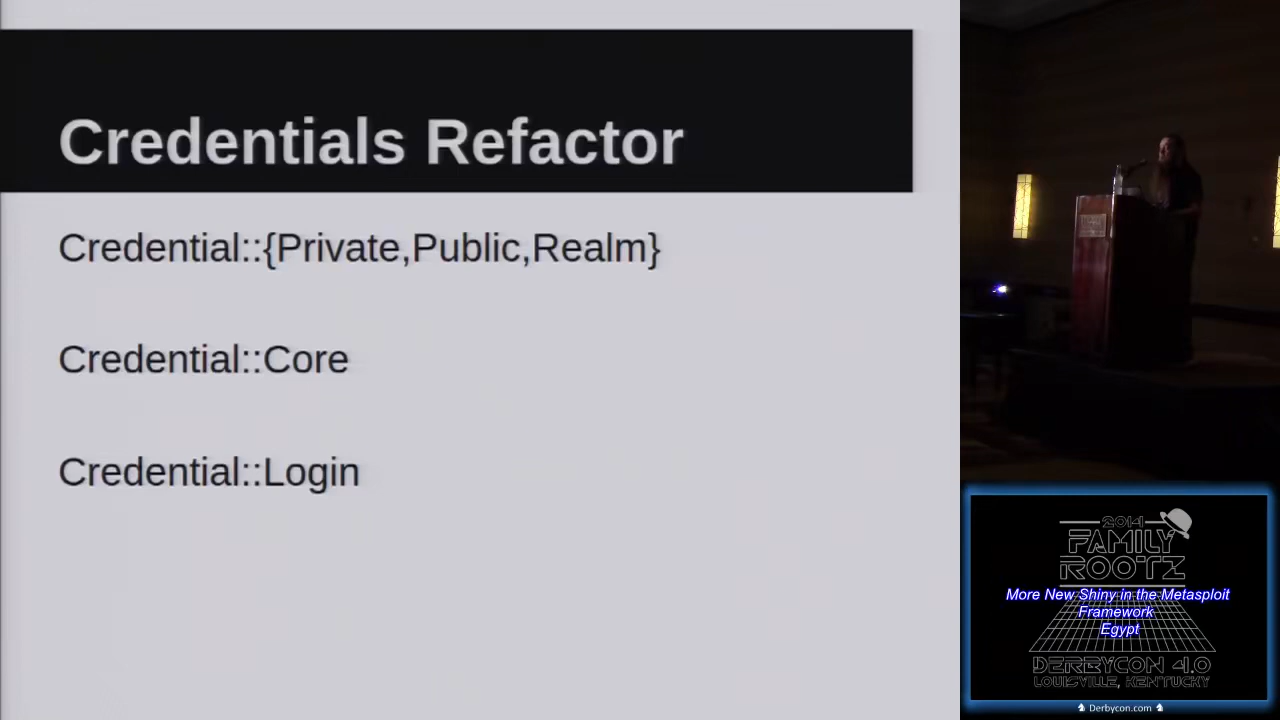 Credentials Refactor
Credential::{Private,Public,Realm}
Credential::Core
Credential::Login
2014
FAMILY
ROOTZ
More New Shiny in the Metasploit
Framework
Egypt
DERBYCON 4.0
LOUISVILLE, KENTUCKY
Derbycon.com